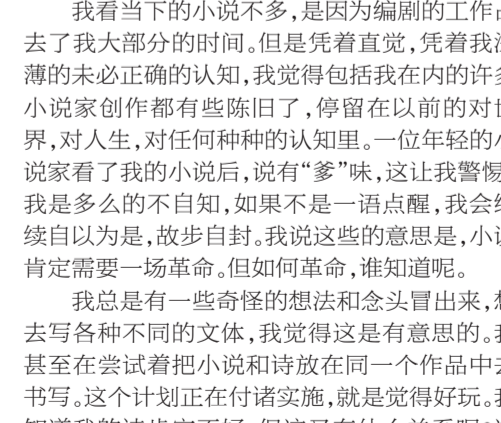 我看当下的小说不多，是因为编剧的工作
去了我大部分的时间。但是凭着直觉，凭着我
薄的未必正确的认知，我觉得包括我在内的许
小说家创作都有些陈旧了，停留在以前的对
界，对人生，对任何种种的认知里。一位年轻的
说家看了我的小说后，说有“爹”味，这让我警惕
我是多么的不自知，如果不是一语点醒，我会
续自以为是，故步自封。我说这些的意思是，小
肯定需要一场革命。但如何革命，谁知道呢。
我总是有一些奇怪的想法和念头冒出来，
去写各种不同的文体，我觉得这是有意思的。
甚至在尝试着把小说和诗放在同一个作品中
书写。这个计划正在付诸实施，就是觉得好玩。